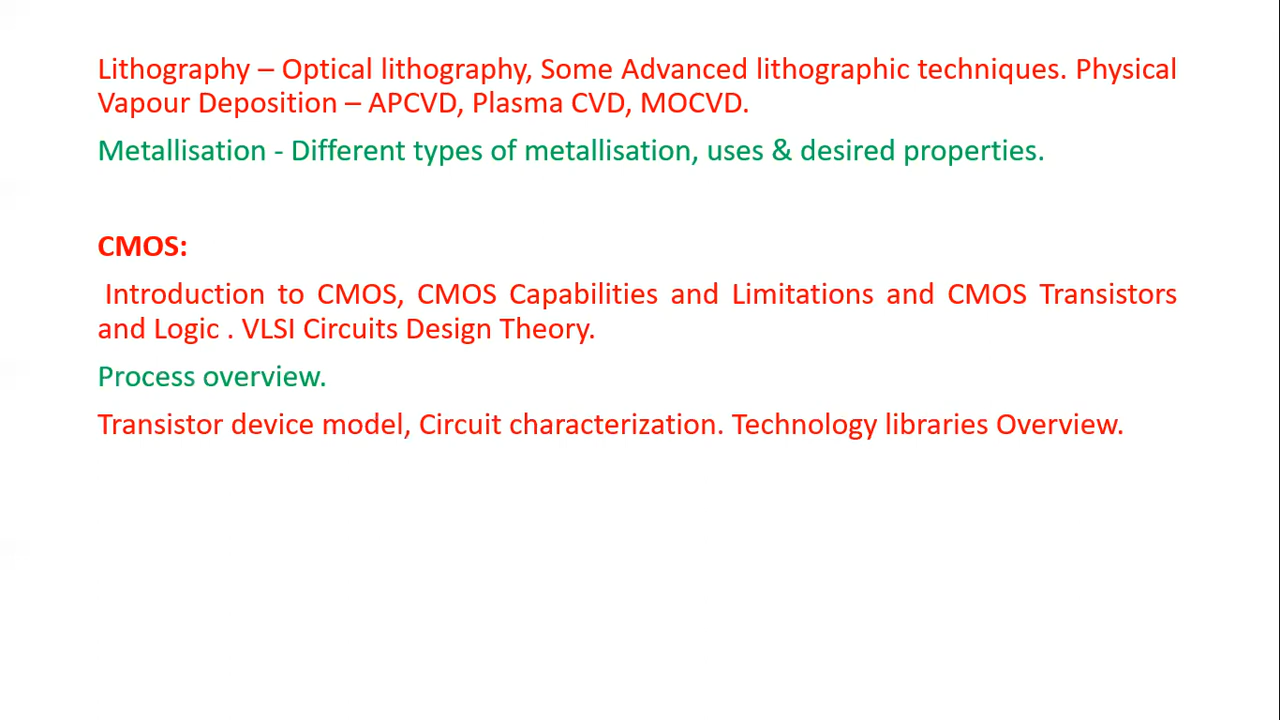 Lithography – Optical lithography, Some Advanced lithographic techniques. Physical
Vapour Deposition – APCVD, Plasma CVD, MOCVD.
Metallisation - Different types of metallisation, uses & desired properties.
CMOS:
Introduction to CMOS, CMOS Capabilities and Limitations and CMOS Transistors
and Logic . VLSI Circuits Design Theory.
Process overview.
Transistor device model, Circuit characterization. Technology libraries Overview.